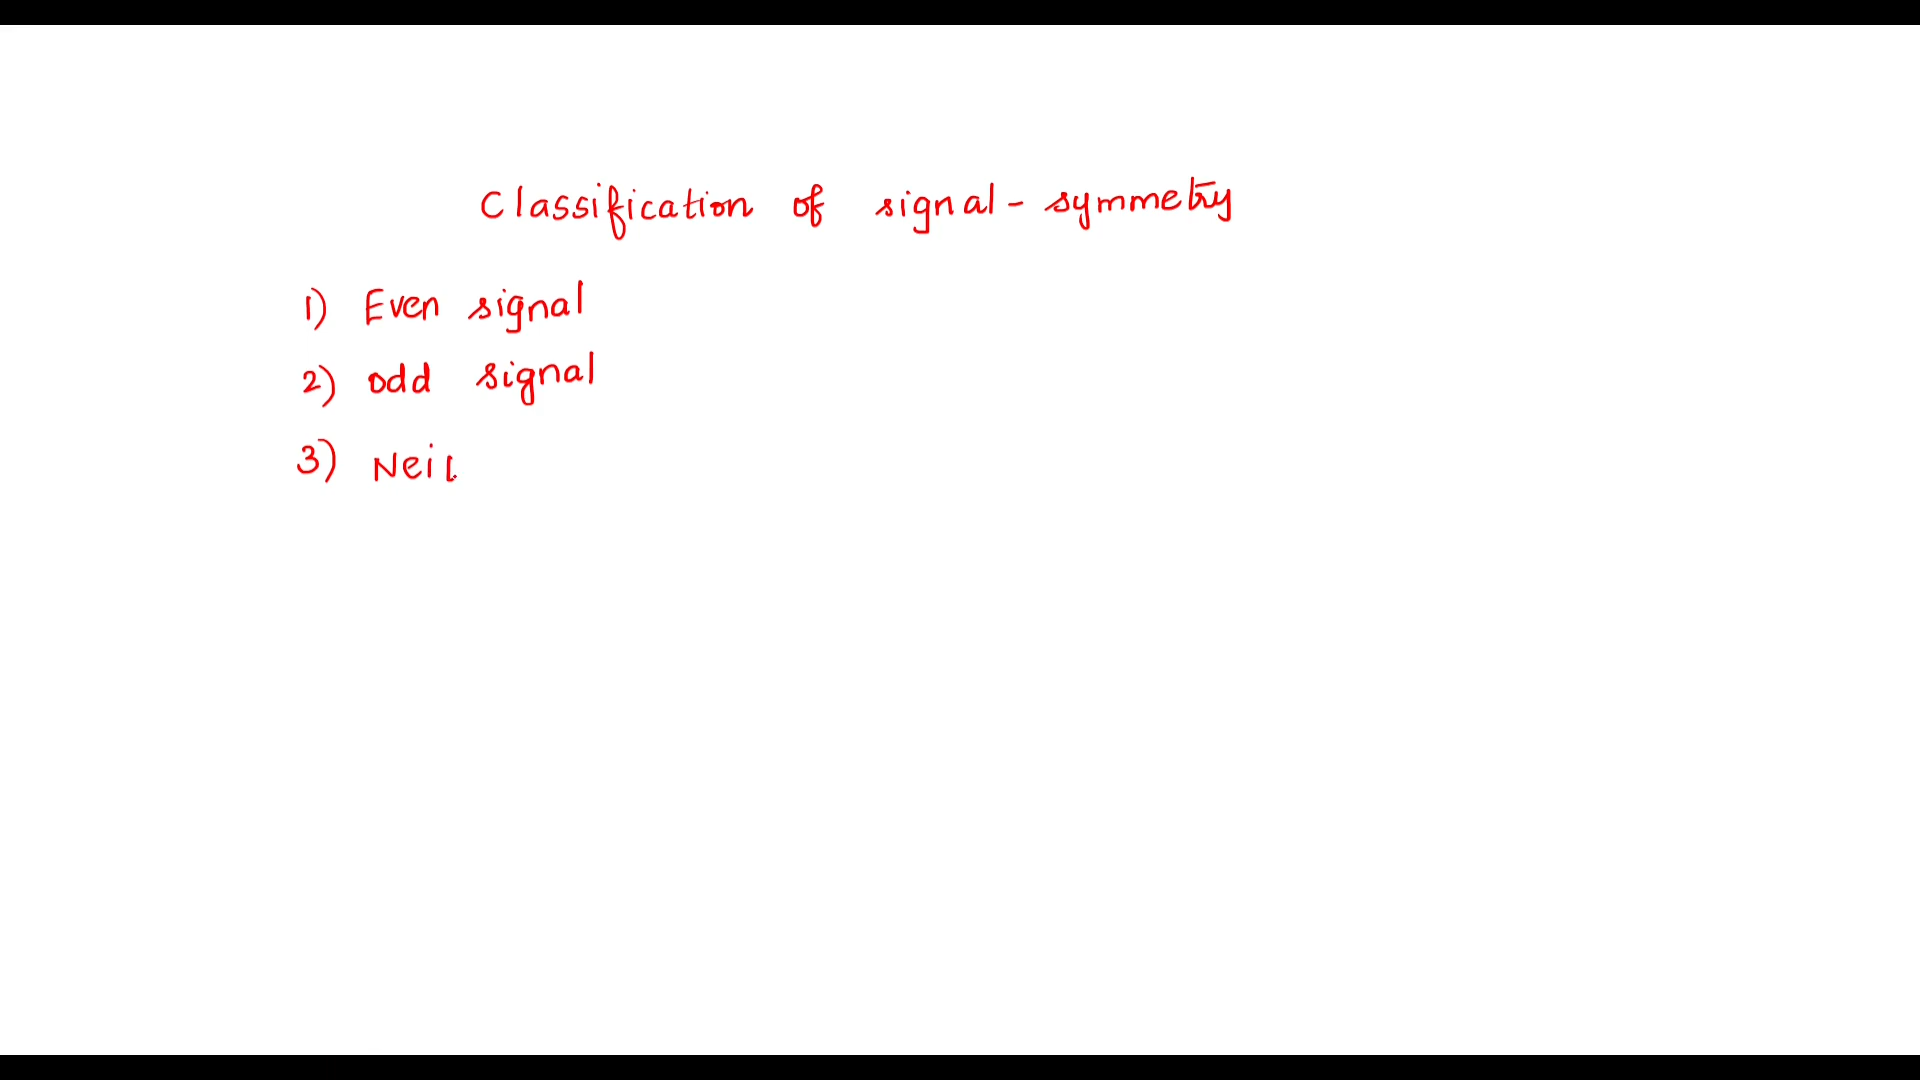 Classification of signal - symmetry
1) Even signal
2) odd signal
3) Nei